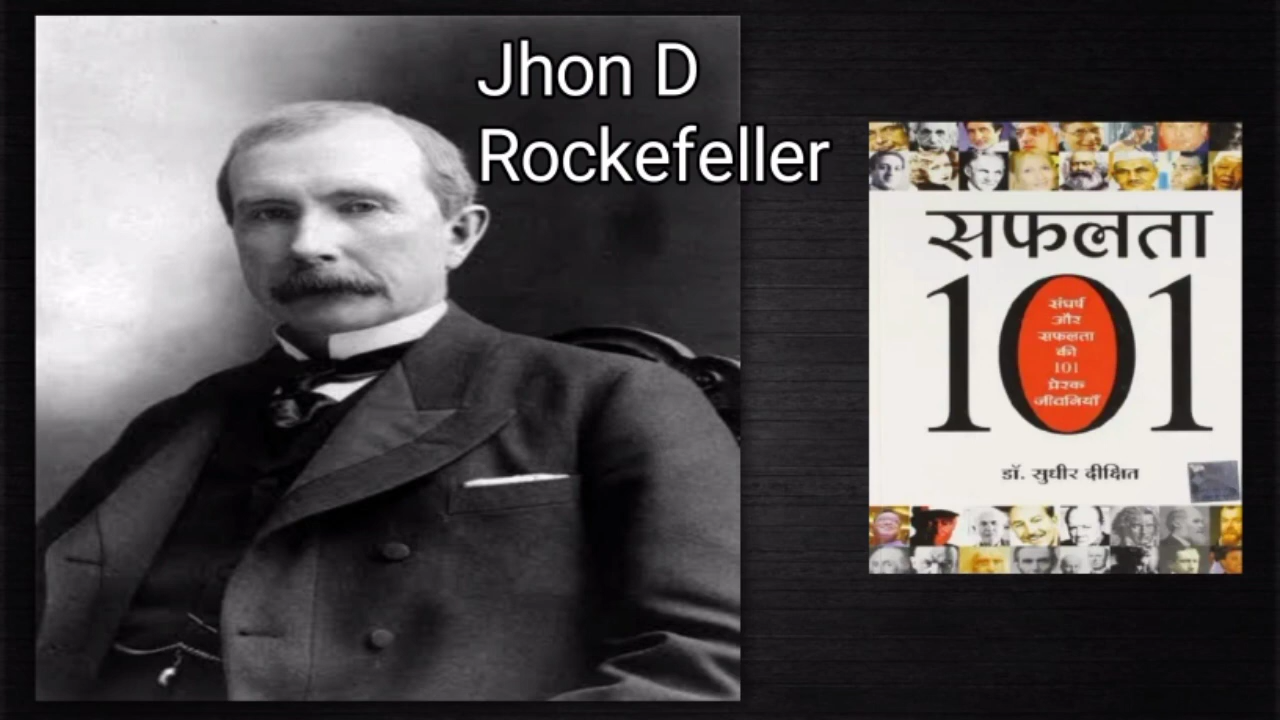 Jhon D
Rockefeller
सफलता
101
संघर्ष
और
सफलता
की
101
प्रेरक
जीवनियाँ
डॉ. सुधीर दीक्षित